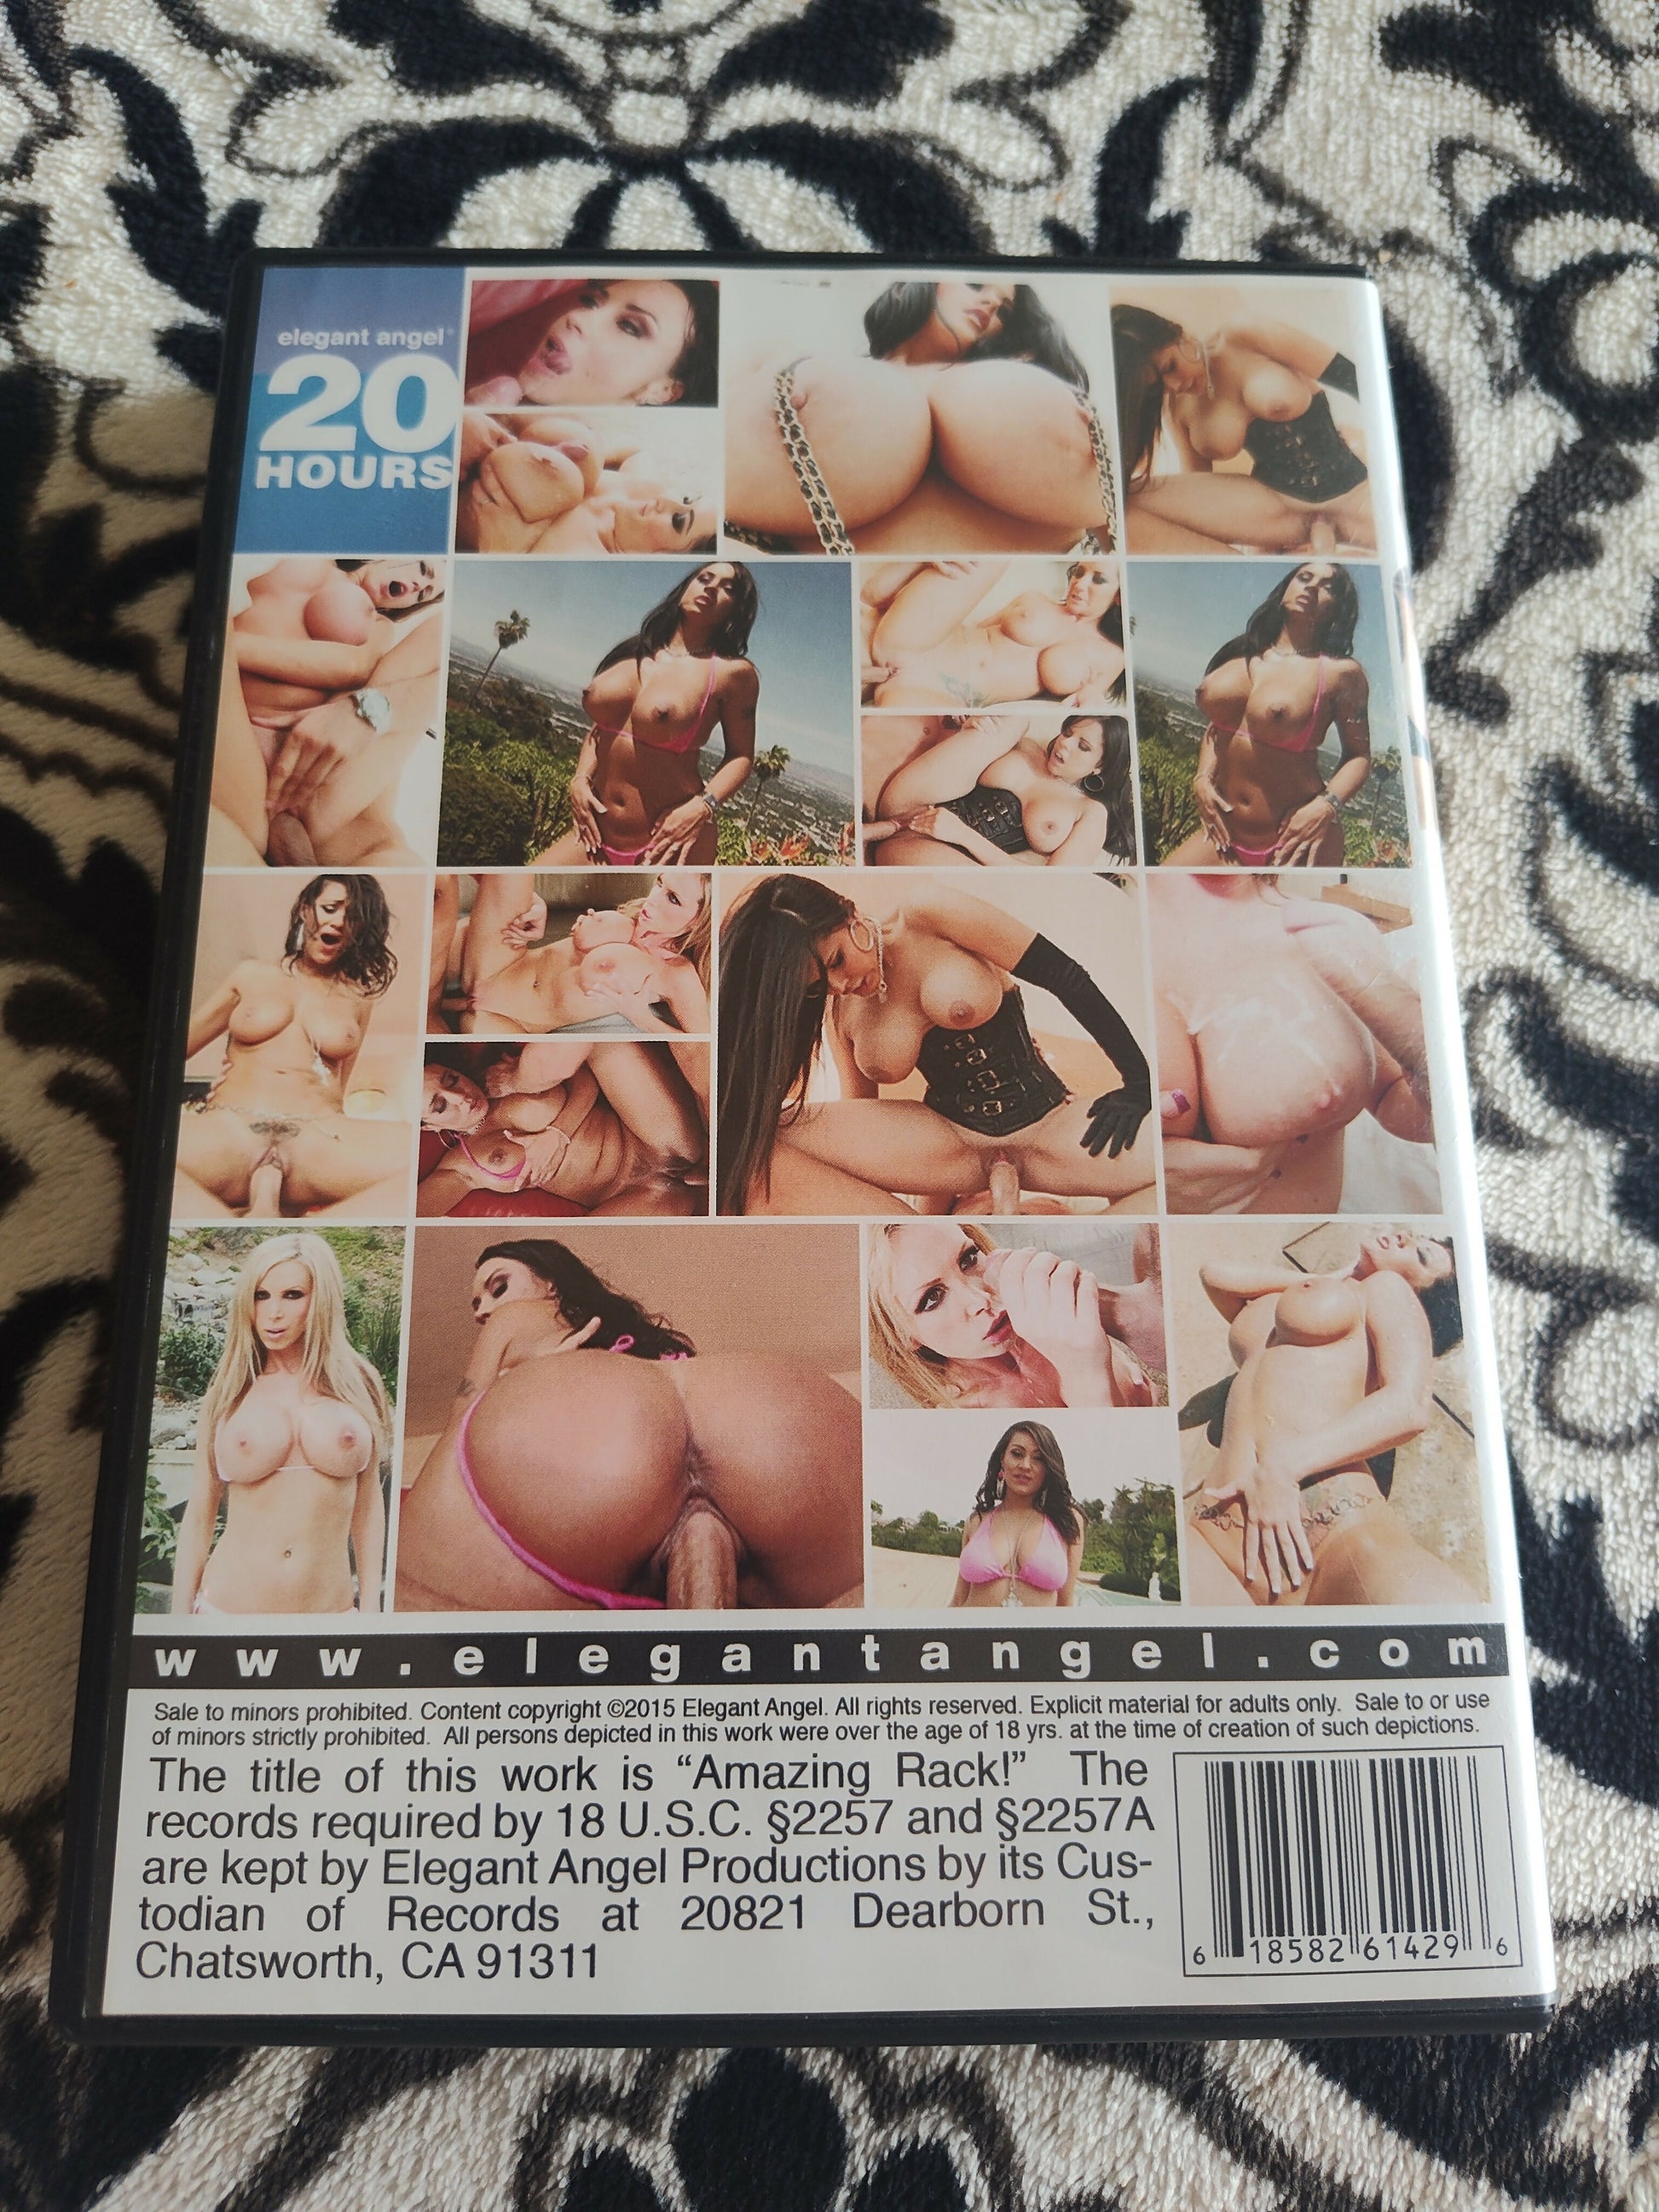 elegant angel®
20
HOURS
www.elegantangel.com
Sale to minors prohibited. Content copyright ©2015 Elegant Angel. All rights reserved. Explicit material for adults only. Sale to or use
of minors strictly prohibited. All persons depicted in this work were over the age of 18 yrs. at the time of creation of such depictions.
The title of this work is “Amazing Rack!” The
records required by 18 U.S.C. §2257 and §2257A
are kept by Elegant Angel Productions by its Cus-
todian of Records at 20821 Dearborn St.,
Chatsworth, CA 91311
6 18582 61429 6